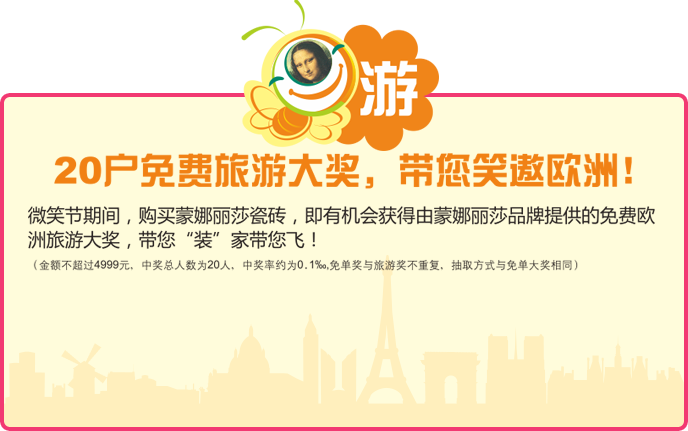 游
20户免费旅游大奖，带您笑遨欧洲！
微笑节期间，购买蒙娜丽莎瓷砖，即有机会获得由蒙娜丽莎品牌提供的免费欧
洲旅游大奖，带您“装”家带您飞！
（金额不超过4999元，中奖总人数为20人，中奖率约为0.1‰,免单奖与旅游奖不重复，抽取方式与免单大奖相同）